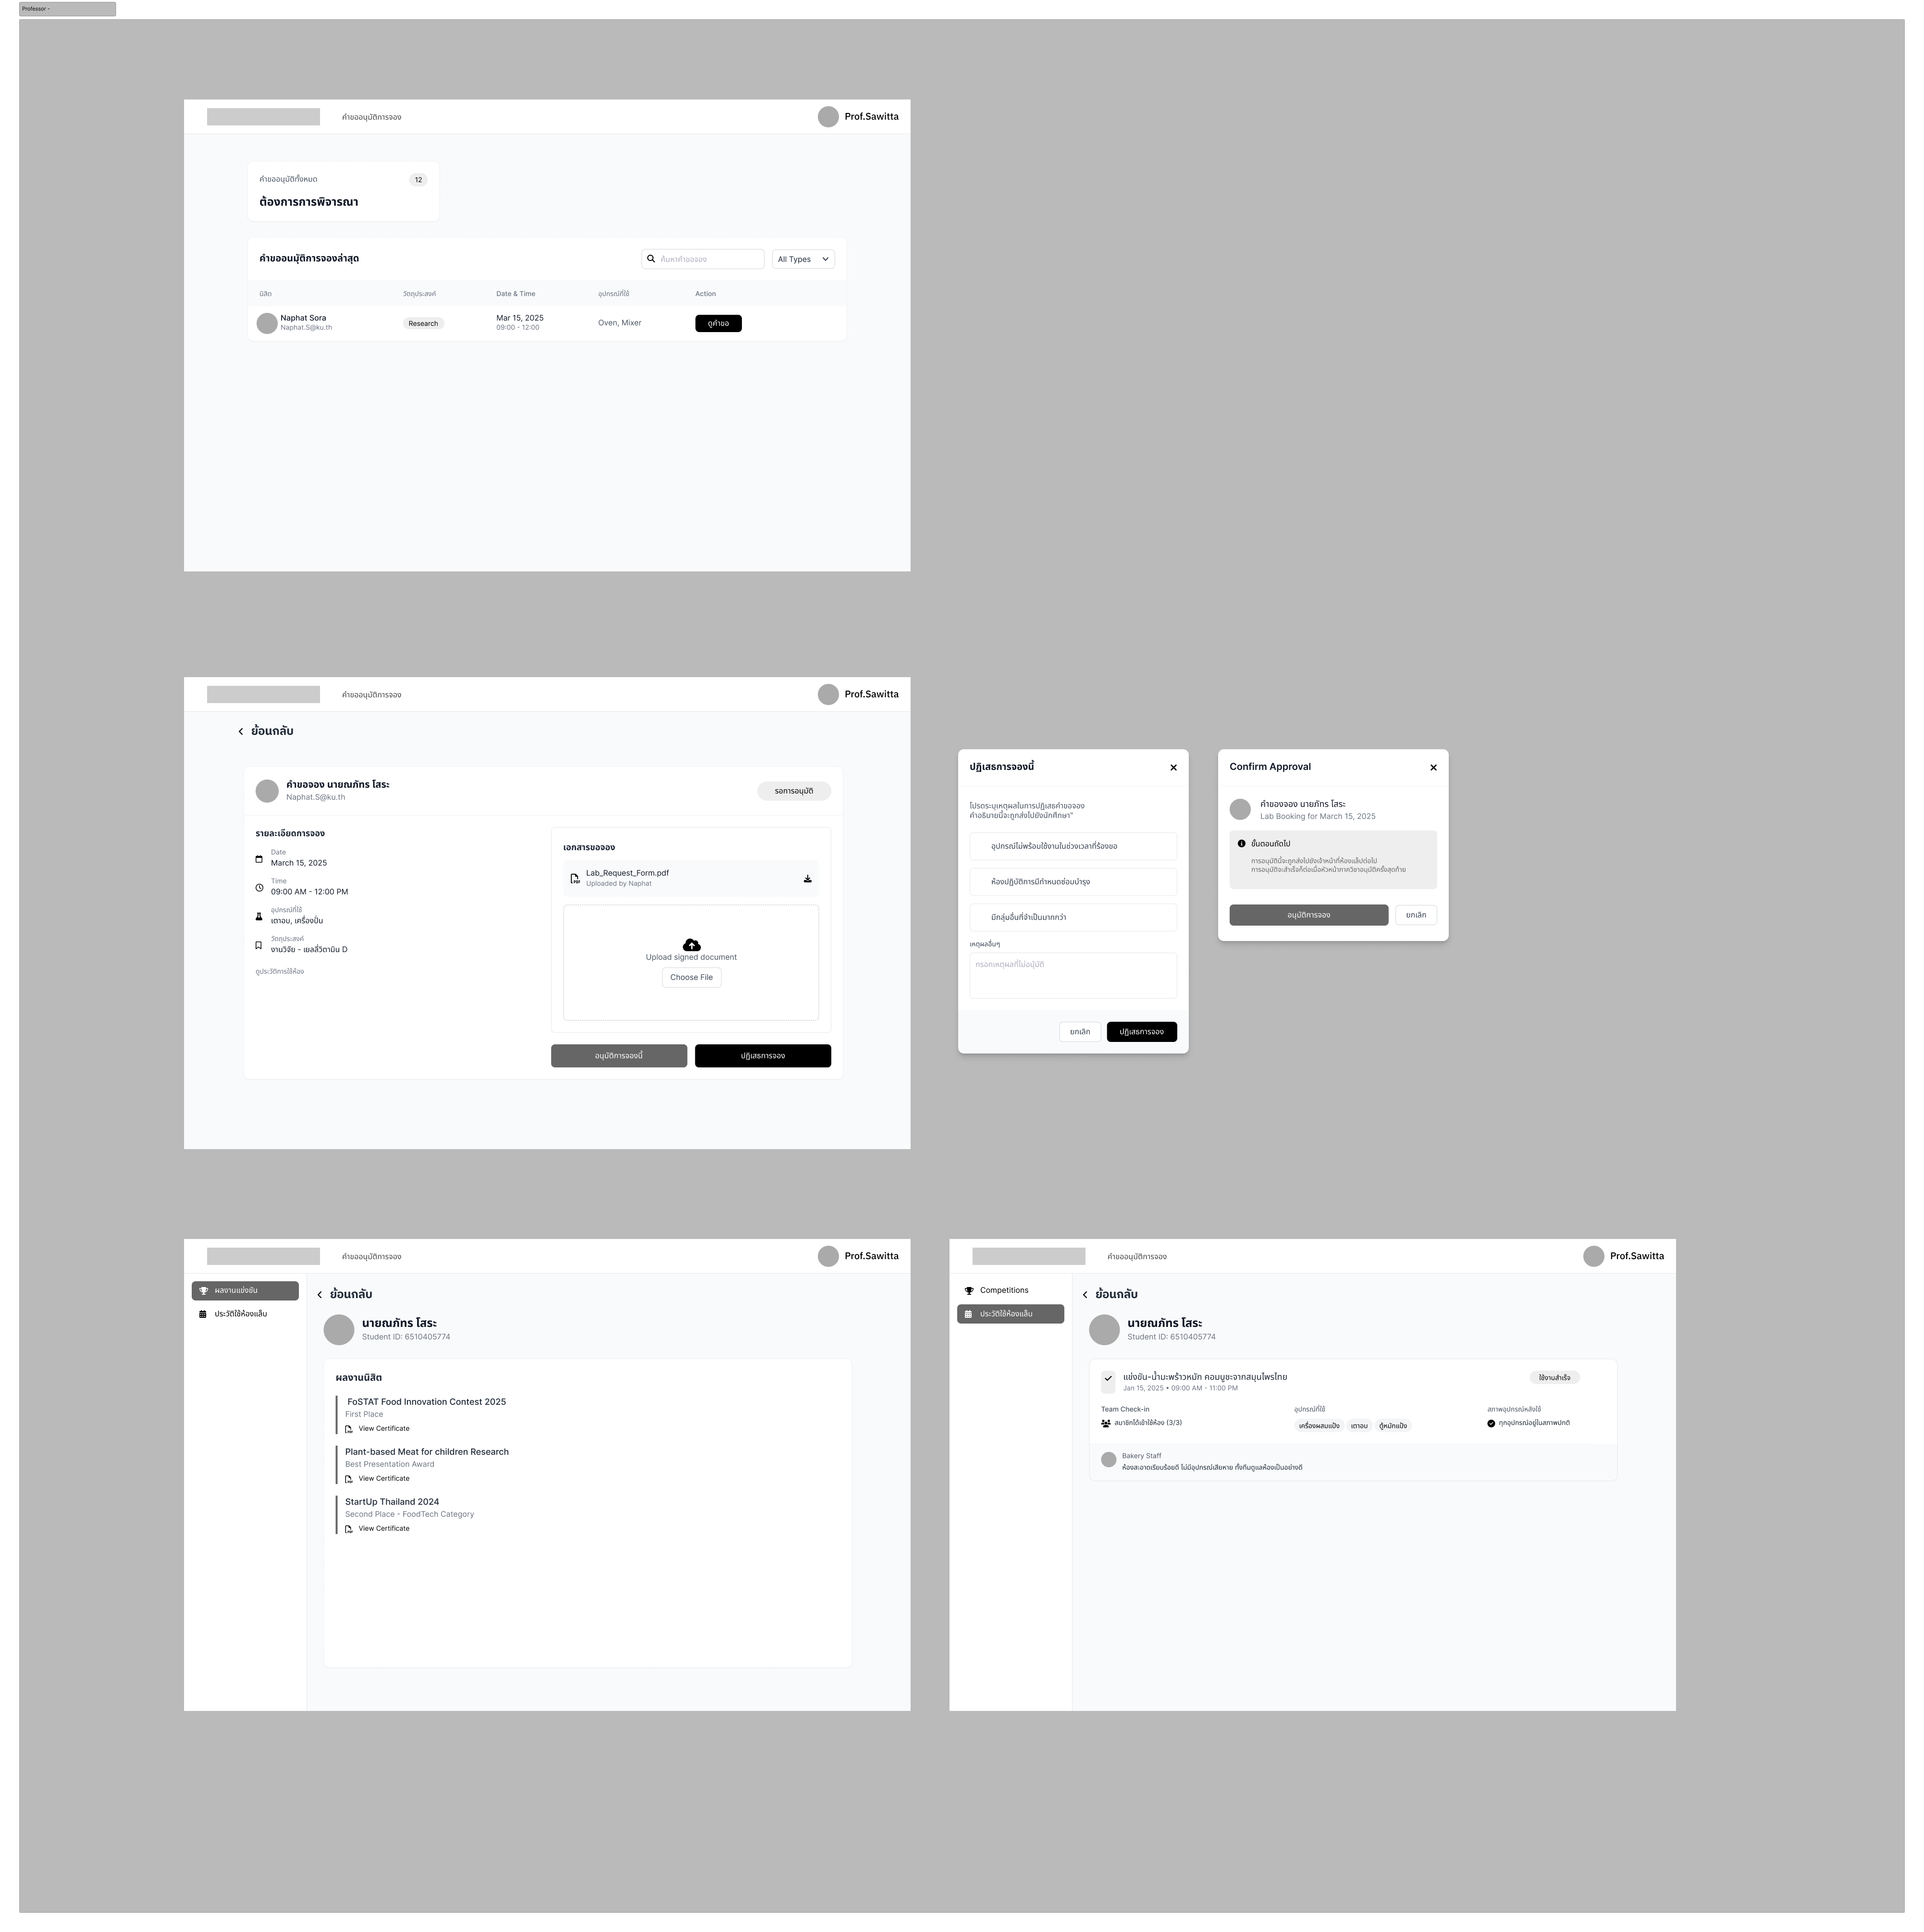 Professor -
คำขออนุมัติการจอง
Prof.Sawitta
คำขออนุมัติทั้งหมด
12
ต้องการการพิจารณา
คำขออนมุัติการจองล่าสุด
ค้นหาคำขอจอง
All Types
นิสิต
วัตถุประสงค์
Date & Time
อุปกรณ์ที่ใช้
Action
Naphat Sora
Naphat.S@ku.th
Research
Mar 15, 2025
09:00 - 12:00
Oven, Mixer
ดูคำขอ
คำขออนุมัติการจอง
Prof.Sawitta
ย้อนกลับ
คำขอจอง นายณภัทร โสระ
Naphat.S@ku.th
รอการอนุมัติ
รายละเอียดการจอง
Date
March 15, 2025
Time
09:00 AM - 12:00 PM
อุปกรณ์ที่ใช้
เตาอบ, เครื่องปั่น
วัตถุประสงค์
งานวิจัย - เยลลี่วิตามิน D
ดูประวัติการใช้ห้อง
เอกสารขอจอง
Lab_Request_Form.pdf
Uploaded by Naphat
Upload signed document
Choose File
อนุมัติการจองนี้
ปฏิเสธการจอง
ปฏิเสธการจองนี้
โปรดระบุเหตุผลในการปฏิเสธคำขอจอง
คำอธิบายนี้จะถูกส่งไปยังนักศึกษา"
อุปกรณ์ไม่พร้อมใช้งานในช่วงเวลาที่ร้องขอ
ห้องปฏิบัติการมีกำหนดซ่อมบำรุง
มีกลุ่มอื่นที่จำเป็นมากกว่า
เหตุผลอื่นๆ
กรอกเหตุผลที่ไม่อนุมัติ
ยกเลิก
ปฏิเสธการจอง
Confirm Approval
คำของจอง นายภัทร โสระ
Lab Booking for March 15, 2025
ขั้นตอนถัดไป
การอนุมัตินี้จะถูกส่งไปยังเจ้าหน้าที่ห้องแล็ปต่อไป
การอนุมัติจะสำเร็จก็ต่อเมื่อหัวหน้าภาควิชาอนุมัติครั้งสุดท้าย
อนุมัติการจอง
ยกเลิก
คำขออนุมัติการจอง
Prof.Sawitta
ผลงานแข่งขัน
ประวัติใช้ห้องแล็บ
ย้อนกลับ
นายณภัทร โสระ
Student ID: 6510405774
ผลงานนิสิต
FoSTAT Food Innovation Contest 2025
First Place
View Certificate
Plant-based Meat for children Research
Best Presentation Award
View Certificate
StartUp Thailand 2024
Second Place - FoodTech Category
View Certificate
คำขออนุมัติการจอง
Prof.Sawitta
Competitions
ประวัติใช้ห้องแล็บ
ย้อนกลับ
นายณภัทร โสระ
Student ID: 6510405774
แข่งขัน-น้ำมะพร้าวหมัก คอมบูชะจากสมุนไพรไทย
Jan 15, 2025 • 09:00 AM - 11:00 PM
ใช้งานสำเร็จ
Team Check-in
สมาชิกได้เข้าใช้ห้อง (3/3)
อุปกรณ์ที่ใช้
เครื่องผสมแป้ง
เตาอบ
ตู้หมักแป้ง
สภาพอุปกรณ์หลังใช้
ทุกอุปกรณ์อยู่ในสภาพปกติ
Bakery Staff
ห้องสะอาดเรียบร้อยดี ไม่มีอุปกรณ์เสียหาย ทั้งทีมดูแลห้องเป็นอย่างดี